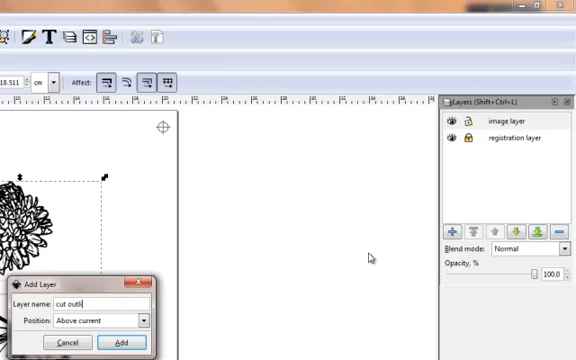 18.511 cm Affect:
Layers (Shift+Ctrl+L)
image layer
registration layer
Blend mode: Normal
Opacity, % 100.0
Add Layer
Layer name: cut outli
Position: Above current
Cancel Add